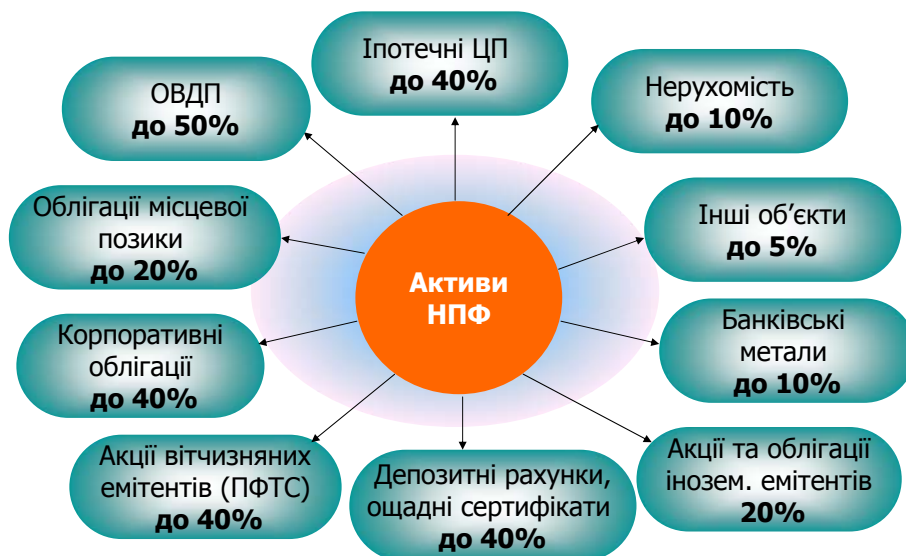 Іпотечні ЦП
до 40%
ОВДП
до 50%
Нерухомість
до 10%
Облігації місцевої
позики
до 20%
Інші об’єкти
до 5%
Активи
НПФ
Корпоративні
облігації
до 40%
Банківські
метали
до 10%
Акції вітчизняних
емітентів (ПФТС)
до 40%
Депозитні рахунки,
ощадні сертифікати
до 40%
Акції та облігації
інозем. емітентів
20%